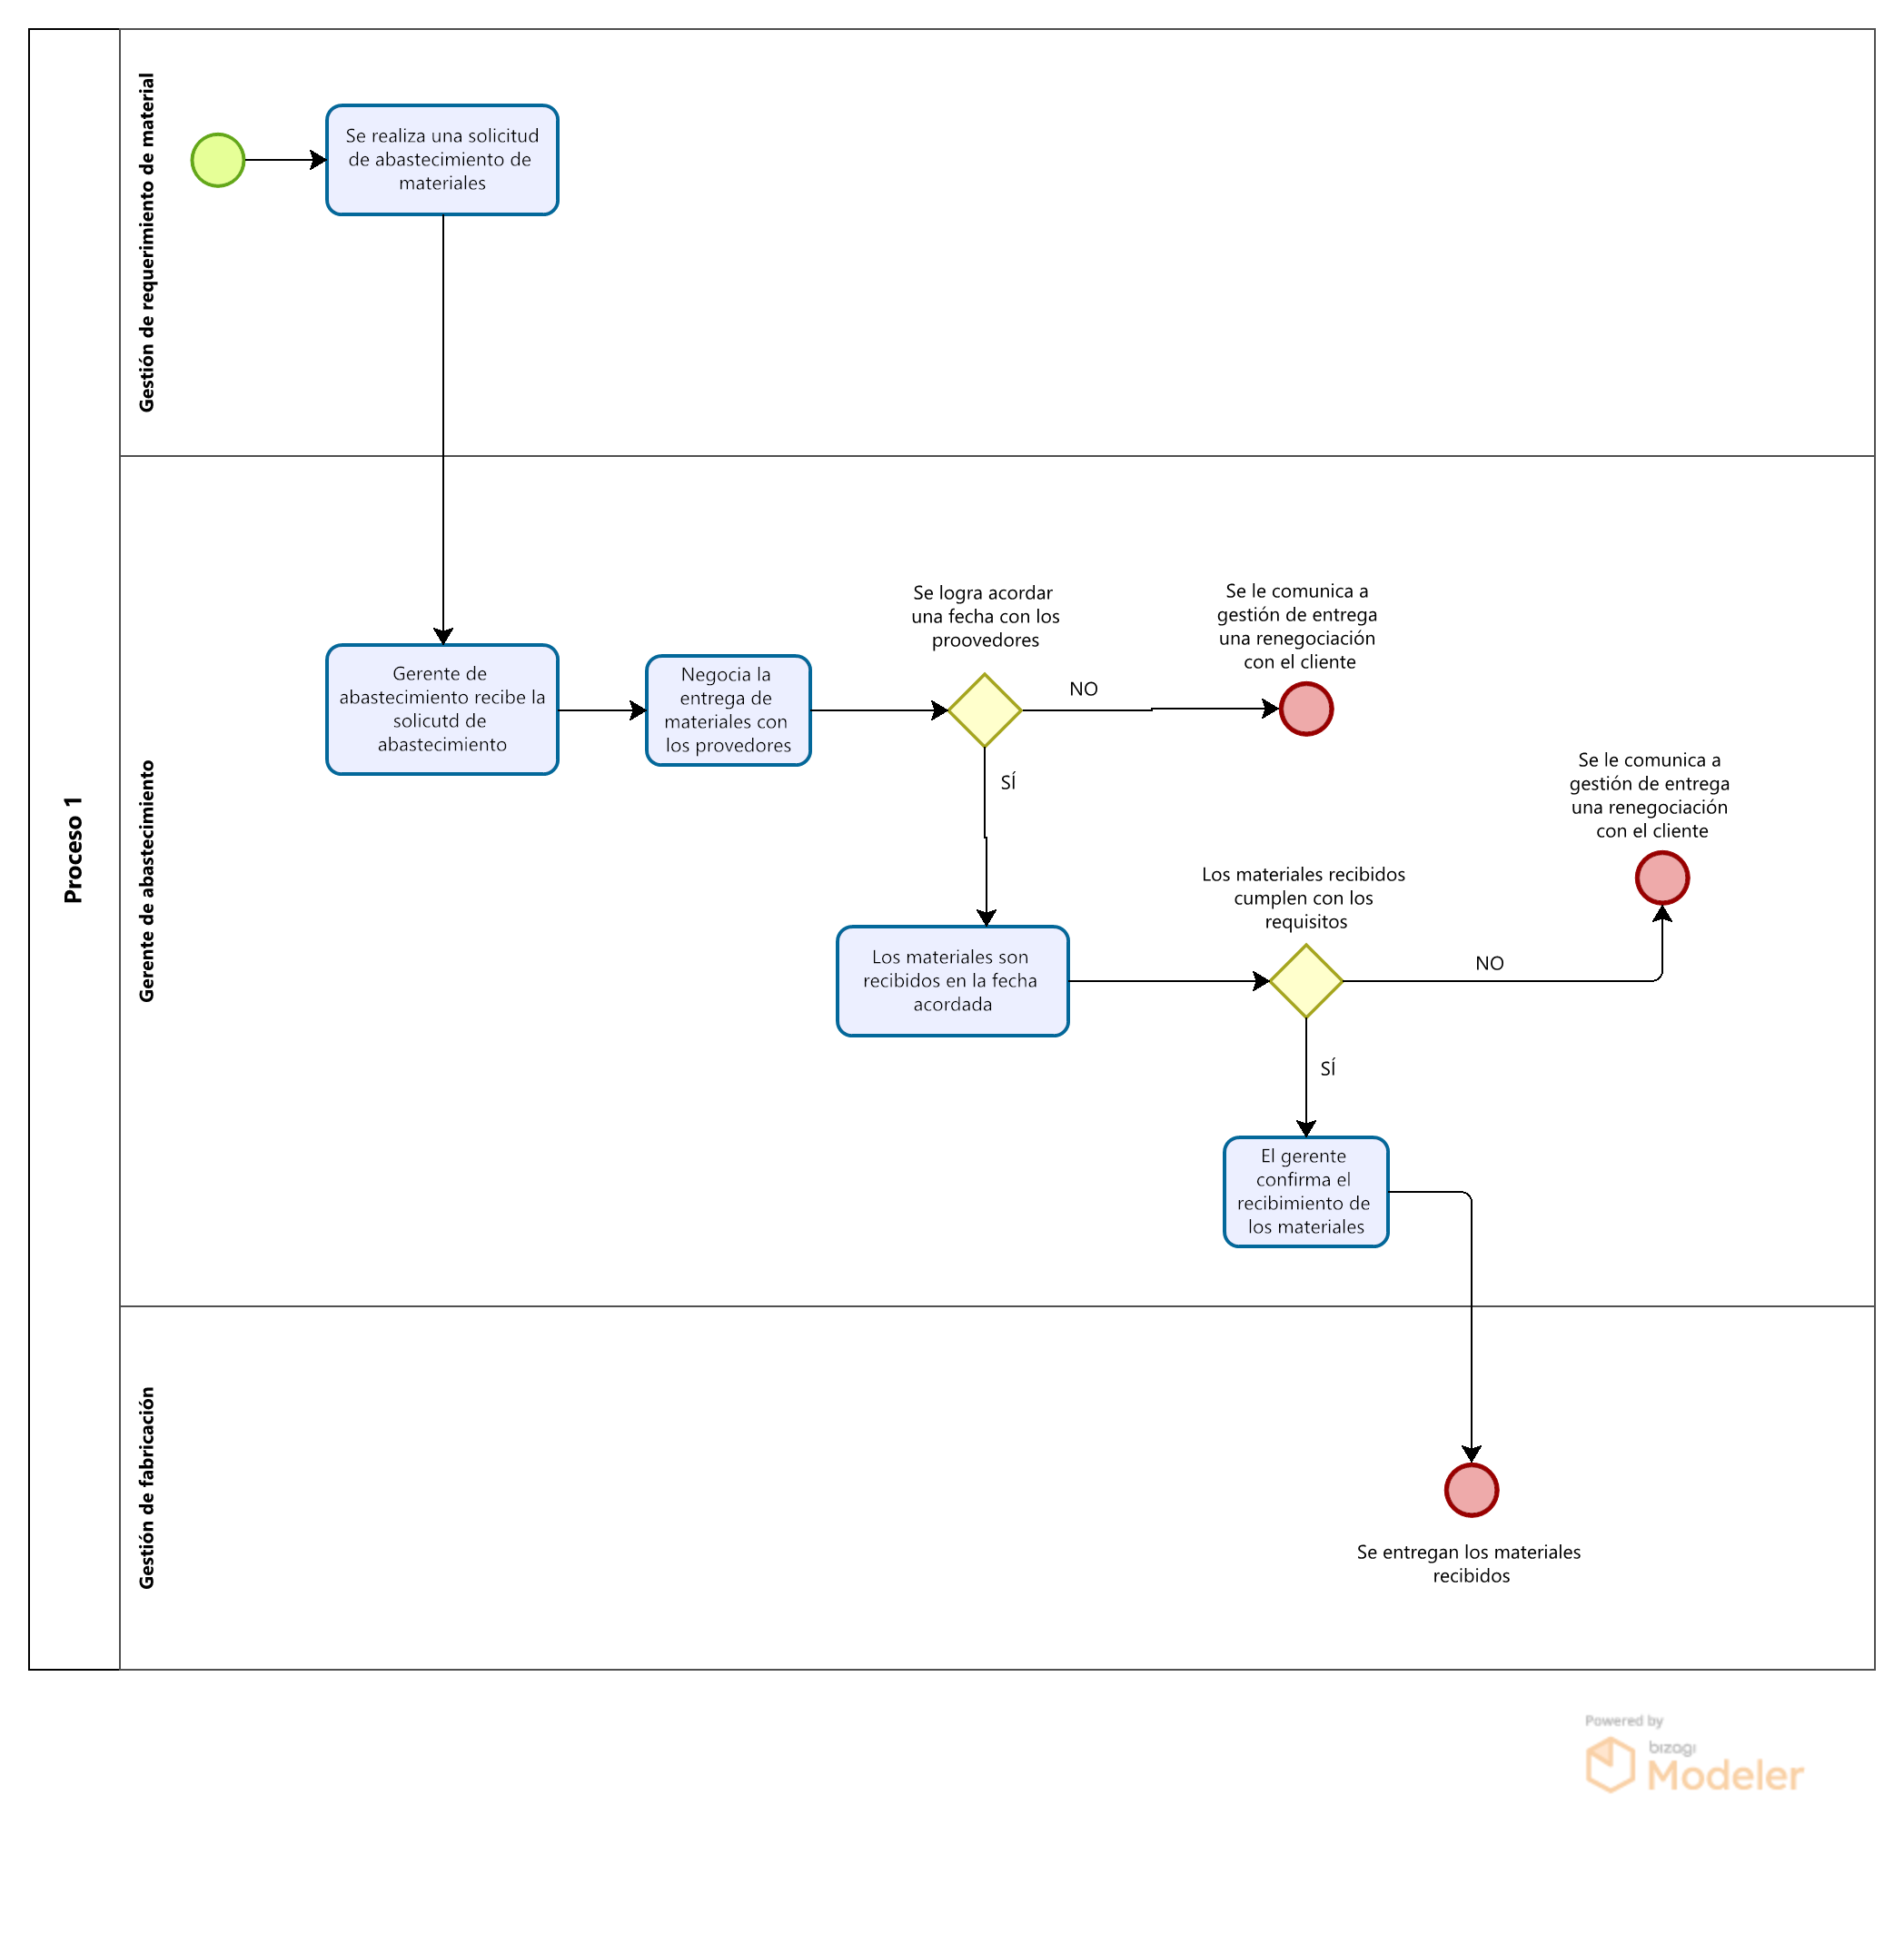 Proceso 1
Gestión de requerimiento de material
Se realiza una solicitud
de abastecimiento de
materiales
Gerente de abastecimiento
Gerente de
abastecimiento recibe la
solicutd de
abastecimiento
Negocia la
entrega de
materiales con
los provedores
Se logra acordar
una fecha con los
proovedores
NO
Se le comunica a
gestión de entrega
una renegociación
con el cliente
SÍ
Los materiales son
recibidos en la fecha
acordada
Los materiales recibidos
cumplen con los
requisitos
NO
Se le comunica a
gestión de entrega
una renegociación
con el cliente
SÍ
El gerente
confirma el
recibimiento de
los materiales
Gestión de fabricación
Se entregan los materiales
recibidos
Powered by
bizagi
Modeler